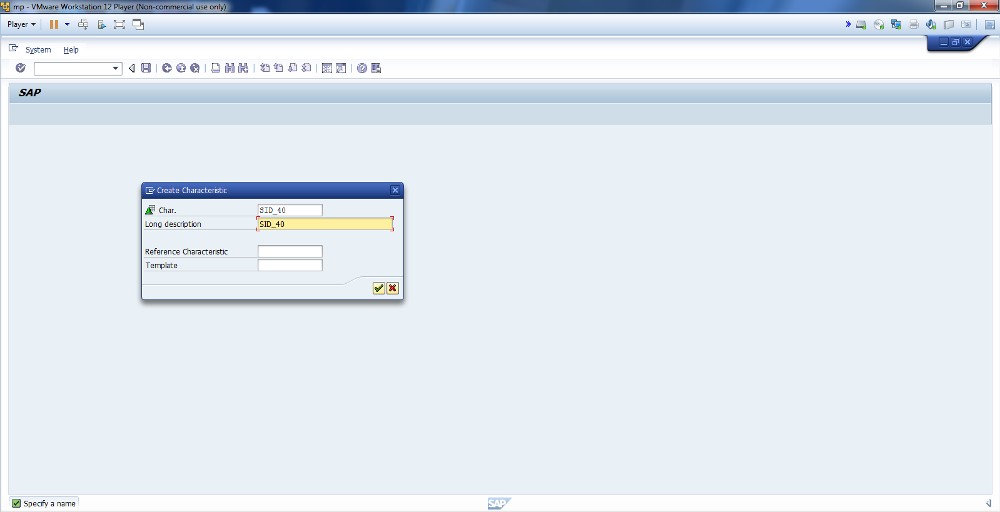 mp - VMware Workstation 12 Player (Non-commercial use only)
Player
System Help
SAP
Create Characteristic
Char. SID_40
Long description SID_40
Reference Characteristic
Template
Specify a name
SAP